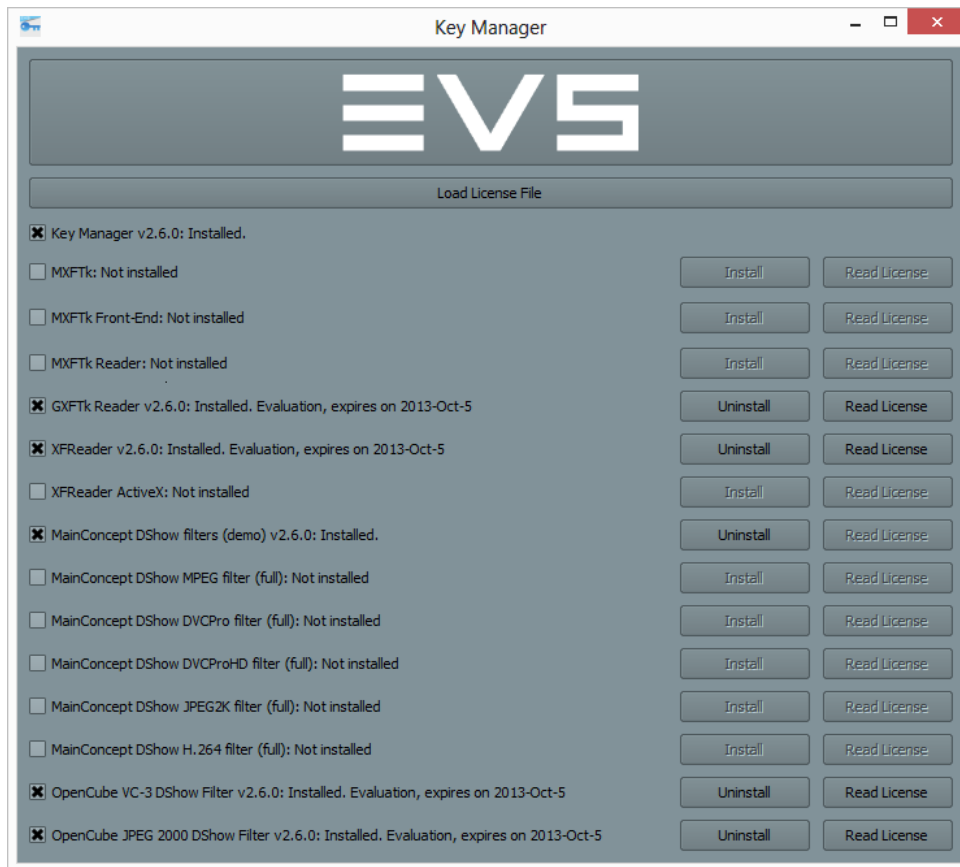 Key Manager
EVS
Load License File
Key Manager v2.6.0: Installed.
MXFTk: Not installed Install Read License
MXFTk Front-End: Not installed Install Read License
MXFTk Reader: Not installed Install Read License
GXFTk Reader v2.6.0: Installed. Evaluation, expires on 2013-Oct-5 Uninstall Read License
XFReader v2.6.0: Installed. Evaluation, expires on 2013-Oct-5 Uninstall Read License
XFReader ActiveX: Not installed Install Read License
MainConcept DShow filters (demo) v2.6.0: Installed. Uninstall Read License
MainConcept DShow MPEG filter (full): Not installed Install Read License
MainConcept DShow DVCPro filter (full): Not installed Install Read License
MainConcept DShow DVCProHD filter (full): Not installed Install Read License
MainConcept DShow JPEG2K filter (full): Not installed Install Read License
MainConcept DShow H.264 filter (full): Not installed Install Read License
OpenCube VC-3 DShow Filter v2.6.0: Installed. Evaluation, expires on 2013-Oct-5 Uninstall Read License
OpenCube JPEG 2000 DShow Filter v2.6.0: Installed. Evaluation, expires on 2013-Oct-5 Uninstall Read License